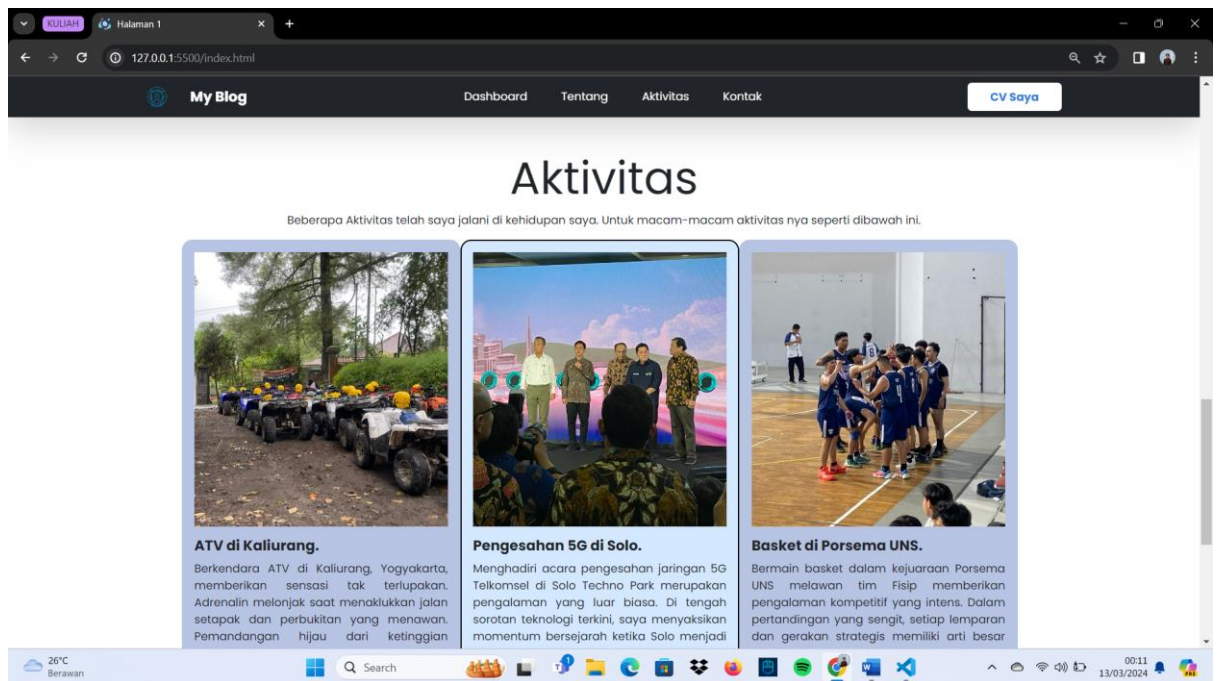 KULIAH
Halaman 1
127.0.0.1:5500/index.html
My Blog
Dashboard
Tentang
Aktivitas
Kontak
CV Saya
Aktivitas
Beberapa Aktivitas telah saya jalani di kehidupan saya. Untuk macam-macam aktivitas nya seperti dibawah ini.
ATV di Kaliurang.
Berkendara ATV di Kaliurang, Yogyakarta,
memberikan sensasi tak terlupakan.
Adrenalin melonjak saat menaklukkan jalan
setapak dan perbukitan yang menawan.
Pemandangan hijau dari ketinggian
Pengesahan 5G di Solo.
Menghadiri acara pengesahan jaringan 5G
Telkomsel di Solo Techno Park merupakan
pengalaman yang luar biasa. Di tengah
sorotan teknologi terkini, saya menyaksikan
momentum bersejarah ketika Solo menjadi
Basket di Porsema UNS.
Bermain basket dalam kejuaraan Porsema
UNS melawan tim Fisip memberikan
pengalaman kompetitif yang intens. Dalam
pertandingan yang sengit, setiap lemparan
dan gerakan strategis memiliki arti besar
26°C
Berawan
Search
00:11
13/03/2024